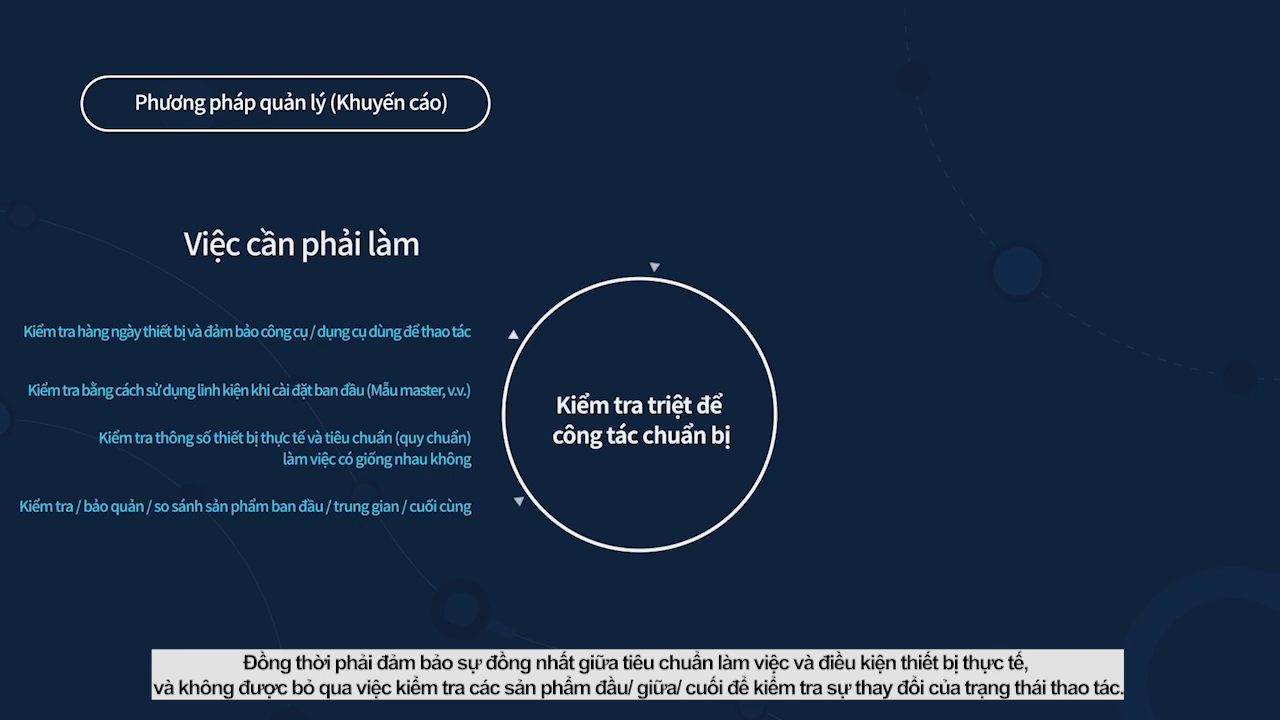 Phương pháp quản lý (Khuyến cáo)
Việc cần phải làm
Kiểm tra hàng ngày thiết bị và đảm bảo công cụ / dụng cụ dùng để thao tác
Kiểm tra bằng cách sử dụng linh kiện khi cài đặt ban đầu (Mẫu master, v.v.)
Kiểm tra thông số thiết bị thực tế và tiêu chuẩn (quy chuẩn)
làm việc có giống nhau không
Kiểm tra / bảo quản / so sánh sản phẩm ban đầu / trung gian / cuối cùng
Kiểm tra triệt để
công tác chuẩn bị
Đồng thời phải đảm bảo sự đồng nhất giữa tiêu chuẩn làm việc và điều kiện thiết bị thực tế,
và không được bỏ qua việc kiểm tra các sản phẩm đầu/ giữa/ cuối để kiểm tra sự thay đổi của trạng thái thao tác.